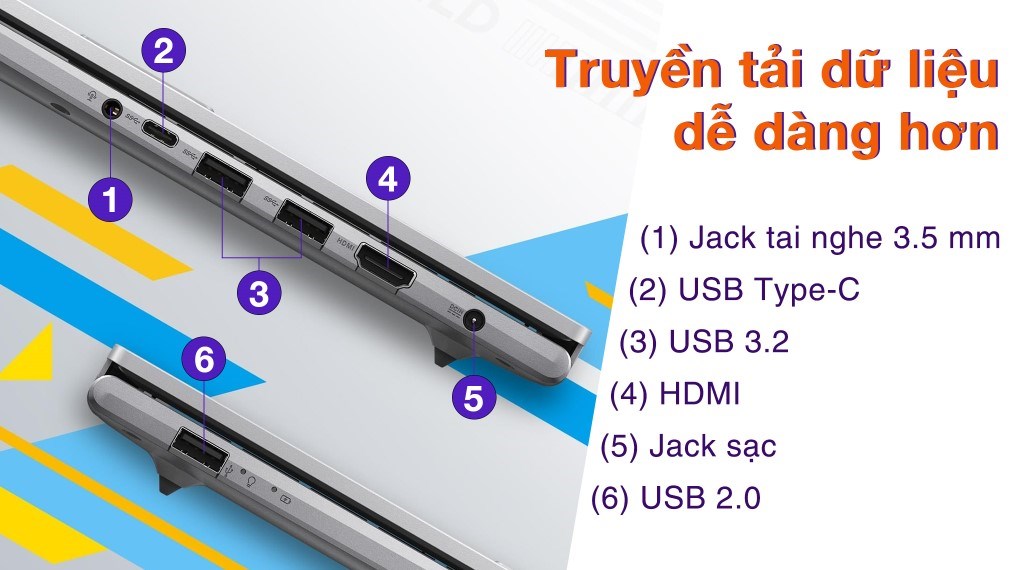 Truyền tải dữ liệu
dễ dàng hơn
(1) Jack tai nghe 3.5 mm
(2) USB Type-C
(3) USB 3.2
(4) HDMI
(5) Jack sạc
(6) USB 2.0
2
1
4
HDMI
3
5
6